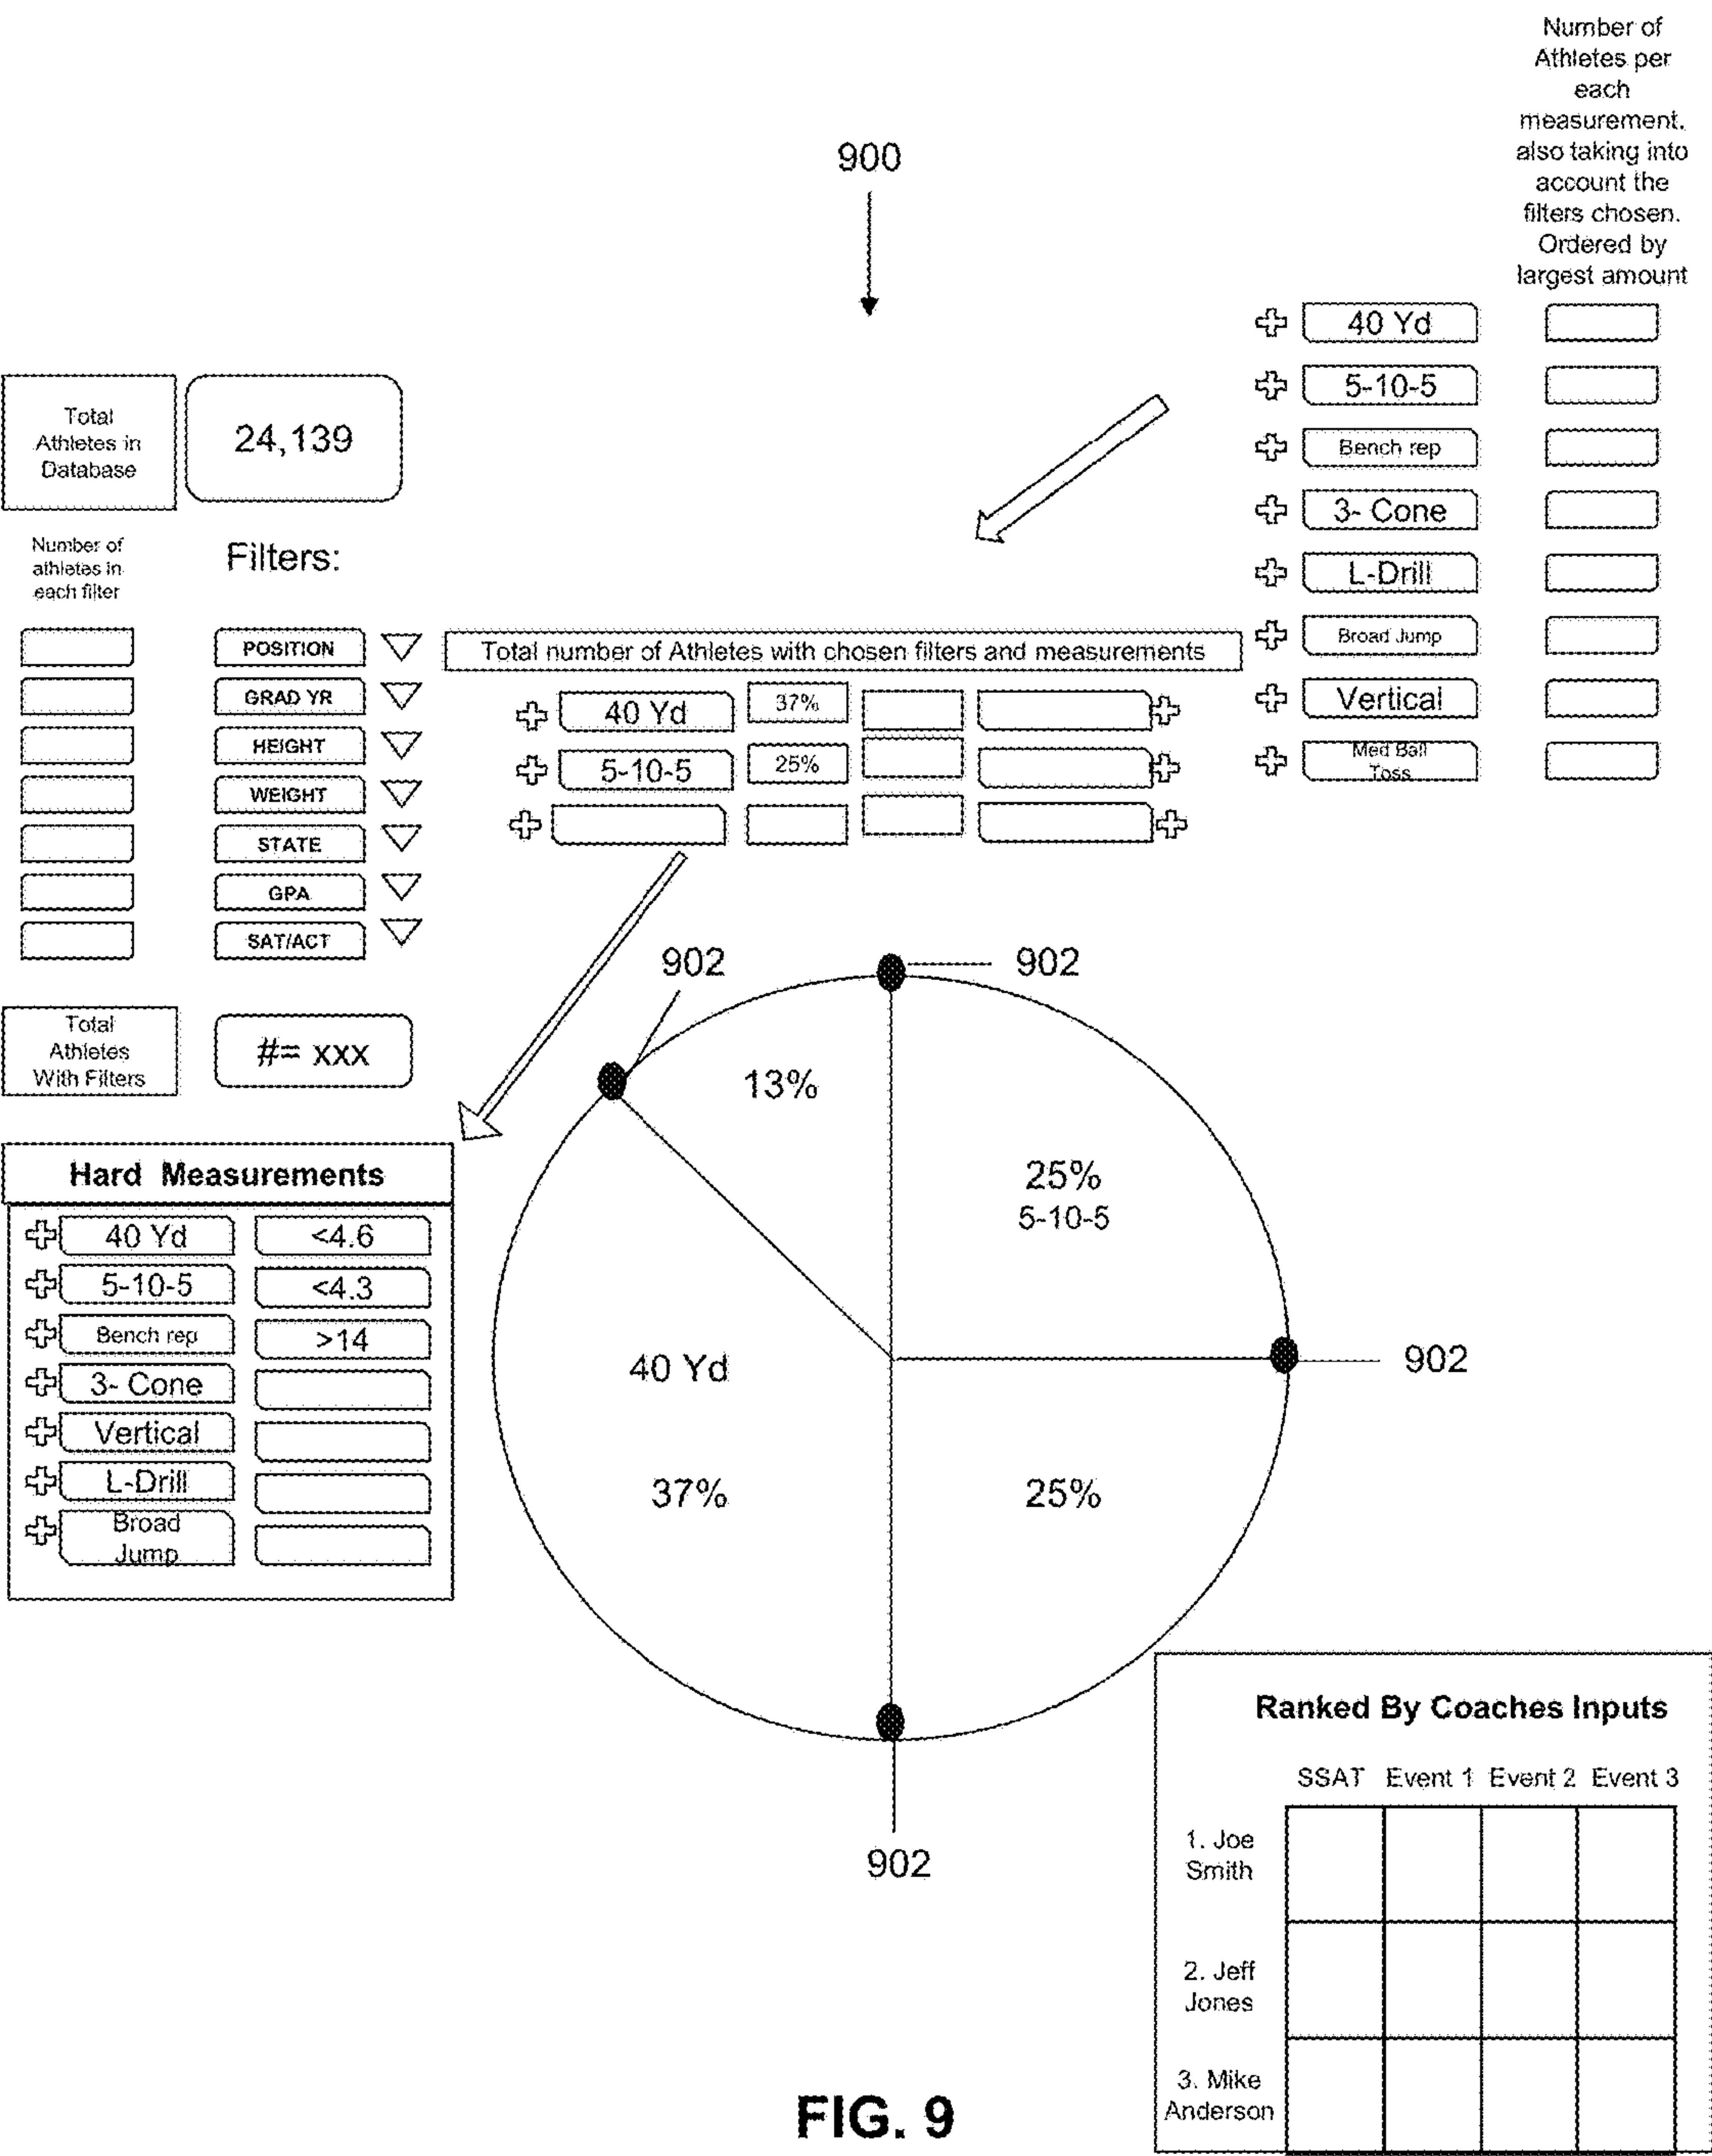 Number of
Athletes per
each
measurement,
also taking into
account the
filters chosen.
Ordered by
largest amount
900
40 Yd
5-10-5
Bench rep
3- Cone
L-Drill
Broad Jump
Vertical
Med Ball
Toss
Total
Athletes in
Database
24,139
Number of
athletes in
each filter
Filters:
POSITION
GRAD YR
HEIGHT
WEIGHT
STATE
GPA
SAT/ACT
Total number of Athletes with chosen filters and measurements
40 Yd 37%
5-10-5 25%
Total
Athletes
With Filters
#= xxx
902
902
13%
25%
5-10-5
902
40 Yd
37%
25%
902
Hard Measurements
40 Yd <4.6
5-10-5 <4.3
Bench rep >14
3- Cone
Vertical
L-Drill
Broad
Jump
Ranked By Coaches Inputs
SSAT Event 1 Event 2 Event 3
1. Joe
Smith
2. Jeff
Jones
3. Mike
Anderson
FIG. 9